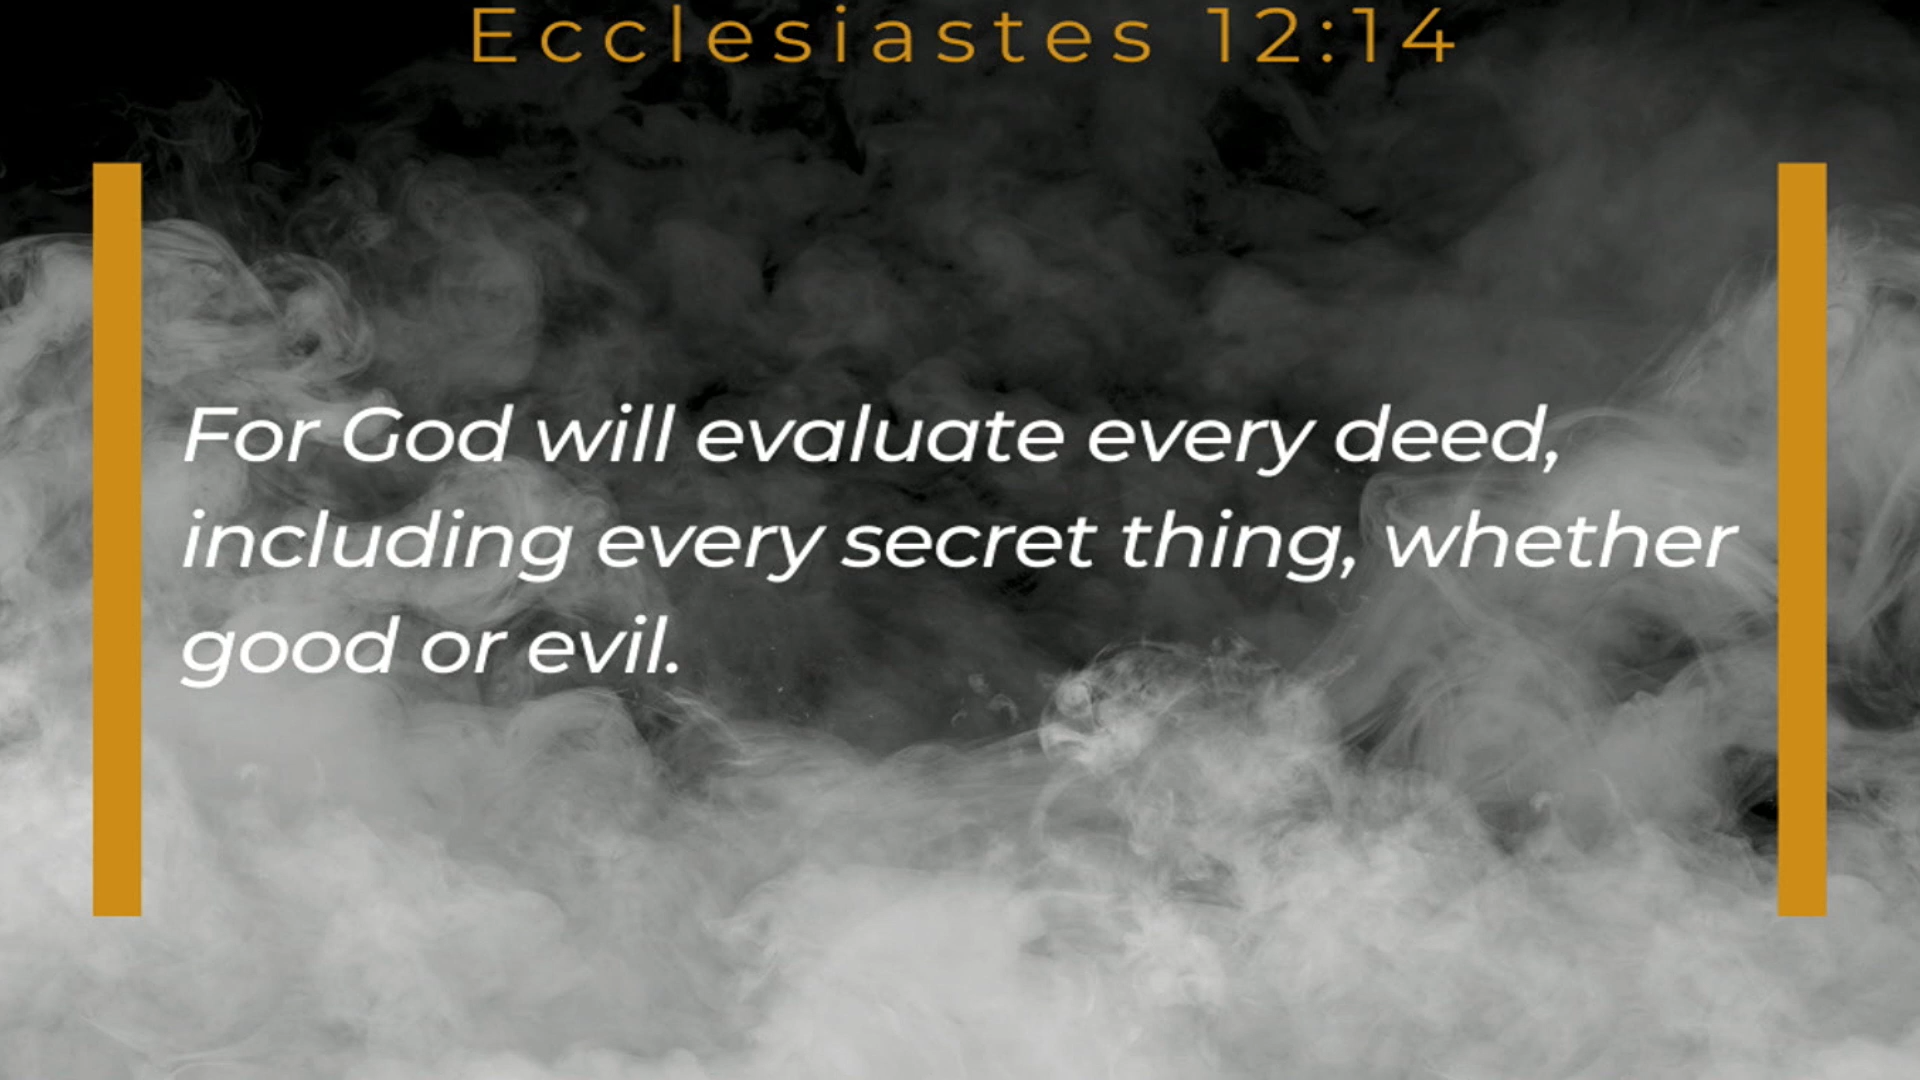 Ecclesiastes 12:14
For God will evaluate every deed,
including every secret thing, whether
good or evil.